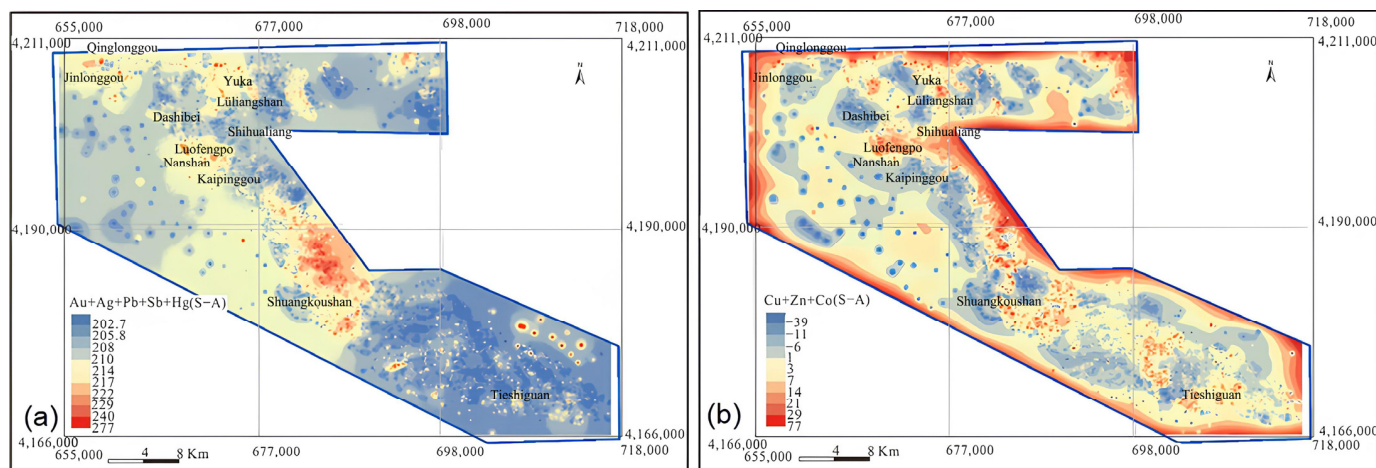 655,000
677,000
698,000
718,000
4,211,000
4,211,000
Qinglonggou
Jinlonggou
Yuka
Lüliangshan
Dashibei
Shihualiang
Luofengpo
Nanshan
Kaipinggou
4,190,000
4,190,000
Shuangkoushan
Au+Ag+Pb+Sb+Hg(S-A)
202.7
205.8
208
210
214
217
222
229
240
277
Tieshiguan
(a)
4,166,000
4,166,000
4 8 Km
655,000
677,000
698,000
718,000
N
655,000
677,000
698,000
718,000
4,211,000
4,211,000
Qinglonggou
Jinlonggou
Yuka
Lüliangshan
Dashibei
Shihualiang
Luofengpo
Nanshan
Kaipinggou
4,190,000
4,190,000
Shuangkoushan
Cu+Zn+Co(S-A)
-39
-11
-6
1
3
7
14
21
29
77
Tieshiguan
(b)
4,166,000
4,166,000
4 8 Km
655,000
677,000
698,000
718,000
N